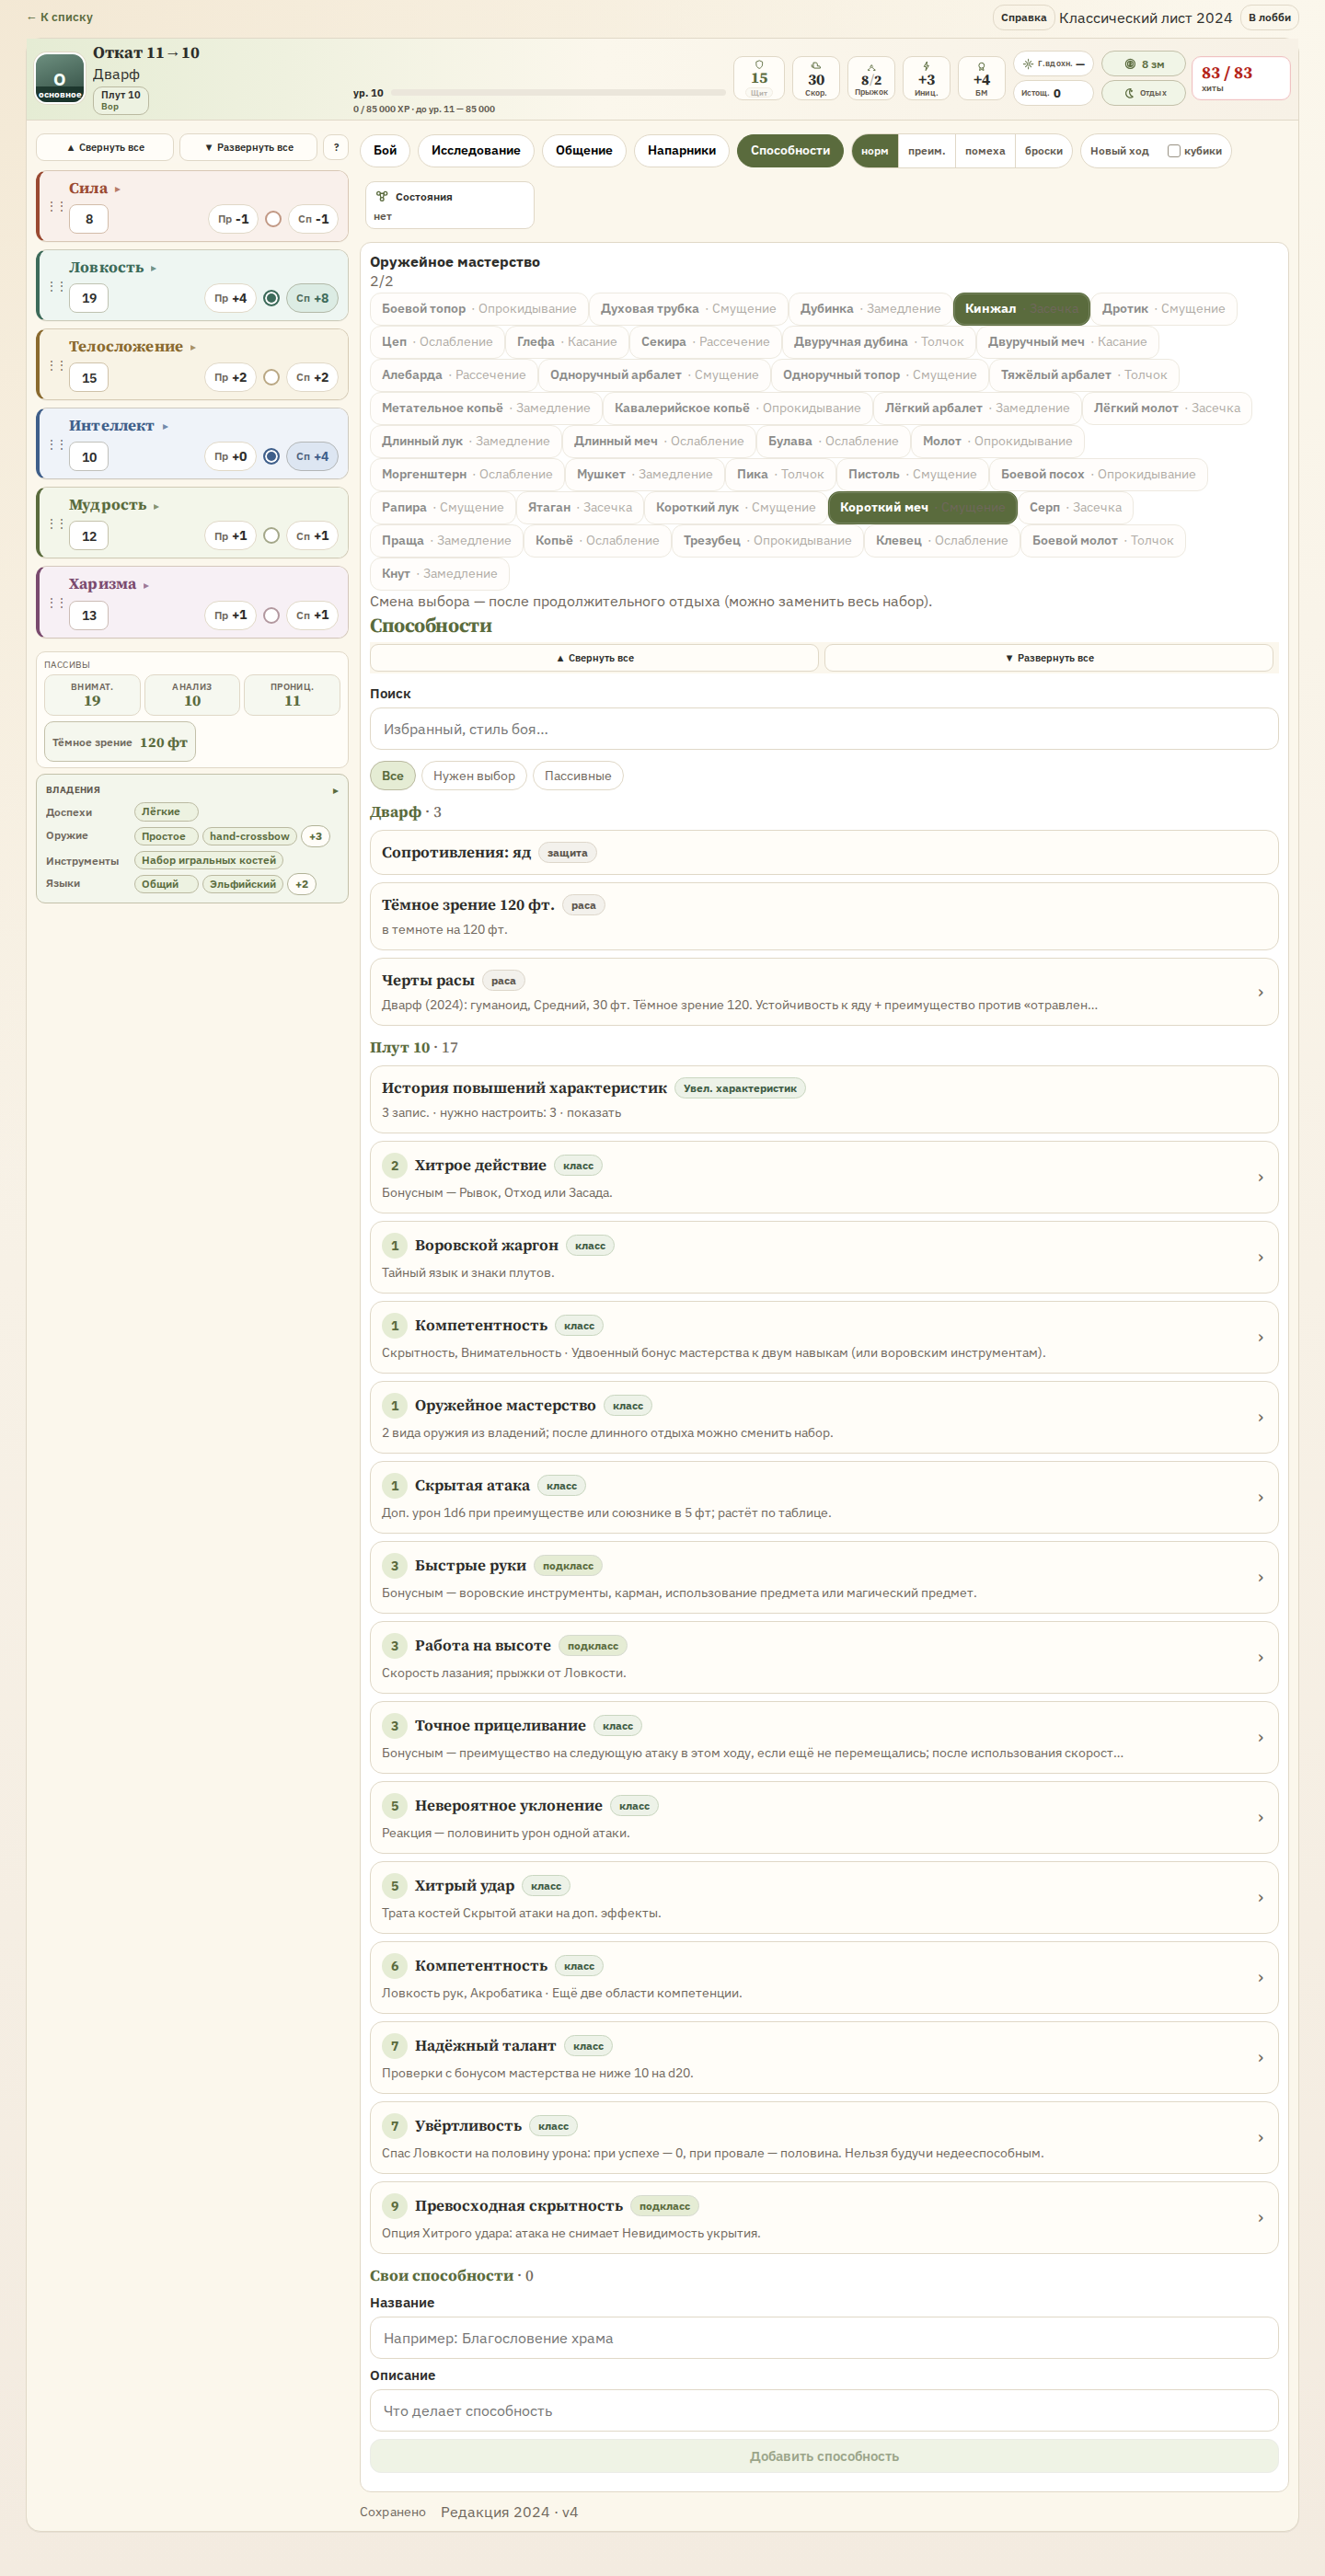 ← К списку
Справка Классический лист 2024 В лобби
О
основное
Откат 11→10
Дварф
Плут 10
Вор
ур. 10
0 / 85 000 XP · до ур. 11 — 85 000
15
Щит
30
Скор.
8/2
Прыжок
+3
Иниц.
+4
БМ
Г.вдохн. —
Истощ. 0
8 зм
Отдых
83 / 83
хиты
▲ Свернуть все
▼ Развернуть все
?
Сила ▸
8 Пр -1 Сп -1
Ловкость ▸
19 Пр +4 Сп +8
Телосложение ▸
15 Пр +2 Сп +2
Интеллект ▸
10 Пр +0 Сп +4
Мудрость ▸
12 Пр +1 Сп +1
Харизма ▸
13 Пр +1 Сп +1
ПАССИВЫ
ВНИМАТ. АНАЛИЗ ПРОНИЦ.
19 10 11
Тёмное зрение 120 фт
ВЛАДЕНИЯ ▸
Доспехи Лёгкие
Оружие Простое hand-crossbow +3
Инструменты Набор игральных костей
Языки Общий Эльфийский +2
Бой Исследование Общение Напарники Способности норм преим. помеха броски Новый ход кубики
Состояния
нет
Оружейное мастерство
2/2
Боевой топор · Опрокидывание Духовая трубка · Смущение Дубинка · Замедление Кинжал Дротик · Смущение
Цеп · Ослабление Глефа · Касание Секира · Рассечение Двуручная дубина · Толчок Двуручный меч · Касание
Алебарда · Рассечение Одноручный арбалет · Смущение Одноручный топор · Смущение Тяжёлый арбалет · Толчок
Метательное копьё · Замедление Кавалерийское копьё · Опрокидывание Лёгкий арбалет · Замедление Лёгкий молот · Засечка
Длинный лук · Замедление Длинный меч · Ослабление Булава · Ослабление Молот · Опрокидывание
Моргенштерн · Ослабление Мушкет · Замедление Пика · Толчок Пистоль · Смущение Боевой посох · Опрокидывание
Рапира · Смущение Ятаган · Засечка Короткий лук · Смущение Короткий меч Серп · Засечка
Праща · Замедление Копьё · Ослабление Трезубец · Опрокидывание Клевец · Ослабление Боевой молот · Толчок
Кнут · Замедление
Смена выбора — после продолжительного отдыха (можно заменить весь набор).
Способности
▲ Свернуть все
▼ Развернуть все
Поиск
Избранный, стиль боя...
Все Нужен выбор Пассивные
Дварф · 3
Сопротивления: яд защита
Тёмное зрение 120 фт. раса
в темноте на 120 фт.
Черты расы раса
Дварф (2024): гуманоид, Средний, 30 фт. Тёмное зрение 120. Устойчивость к яду + преимущество против «отравлен...
Плут 10 · 17
История повышений характеристик Увел. характеристик
3 запис. · нужно настроить: 3 · показать
2 Хитрое действие класс
Бонусным — Рывок, Отход или Засада.
1 Воровской жаргон класс
Тайный язык и знаки плутов.
1 Компетентность класс
Скрытность, Внимательность · Удвоенный бонус мастерства к двум навыкам (или воровским инструментам).
1 Оружейное мастерство класс
2 вида оружия из владений; после длинного отдыха можно сменить набор.
1 Скрытая атака класс
Доп. урон 1d6 при преимуществе или союзнике в 5 фт; растёт по таблице.
3 Быстрые руки подкласс
Бонусным — воровские инструменты, карман, использование предмета или магический предмет.
3 Работа на высоте подкласс
Скорость лазания; прыжки от Ловкости.
3 Точное прицеливание класс
Бонусным — преимущество на следующую атаку в этом ходу, если ещё не перемещались; после использования скорост...
5 Невероятное уклонение класс
Реакция — половинить урон одной атаки.
5 Хитрый удар класс
Трата костей Скрытой атаки на доп. эффекты.
6 Компетентность класс
Ловкость рук, Акробатика · Ещё две области компетенции.
7 Надёжный талант класс
Проверки с бонусом мастерства не ниже 10 на d20.
7 Увёртливость класс
Спас Ловкости на половину урона: при успехе — 0, при провале — половина. Нельзя будучи недееспособным.
9 Превосходная скрытность подкласс
Опция Хитрого удара: атака не снимает Невидимость укрытия.
Свои способности · 0
Название
Например: Благословение храма
Описание
Что делает способность
Добавить способность
Сохранено Редакция 2024 · v4